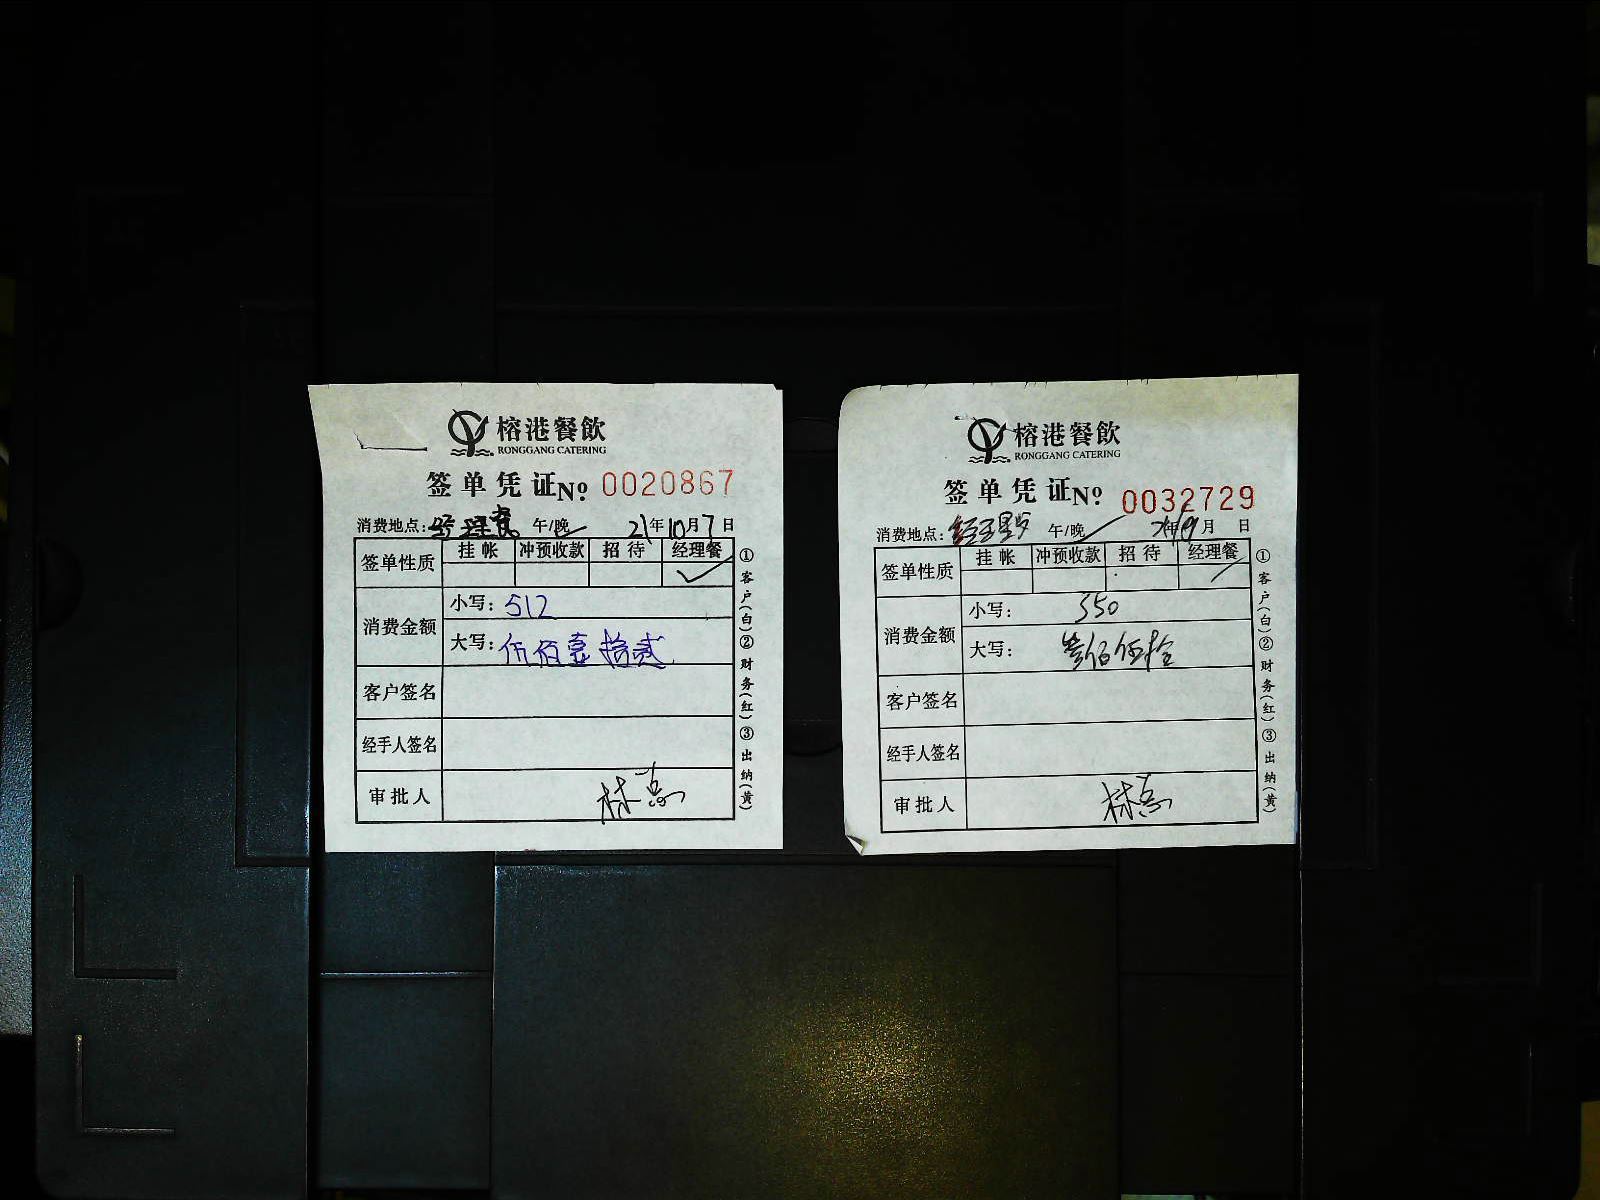 榕港餐飲
RONGGANG CATERING
签单凭证№ 0020867
消费地点： 午/晚 21年10月7日
签单性质 挂帐 冲预收款 招待 经理餐
✓
消费金额
小写：512
大写：伍佰壹拾贰
客户签名
经手人签名
审批人 林
①客户(白)②财务(红)③出纳(黄)
榕港餐飲
RONGGANG CATERING
签单凭证№ 0032729
消费地点： 午/晚 年 月 日
签单性质 挂帐 冲预收款 招待 经理餐
消费金额
小写：350
大写：叁佰伍拾
客户签名
经手人签名
审批人 林
①客户(白)②财务(红)③出纳(黄)